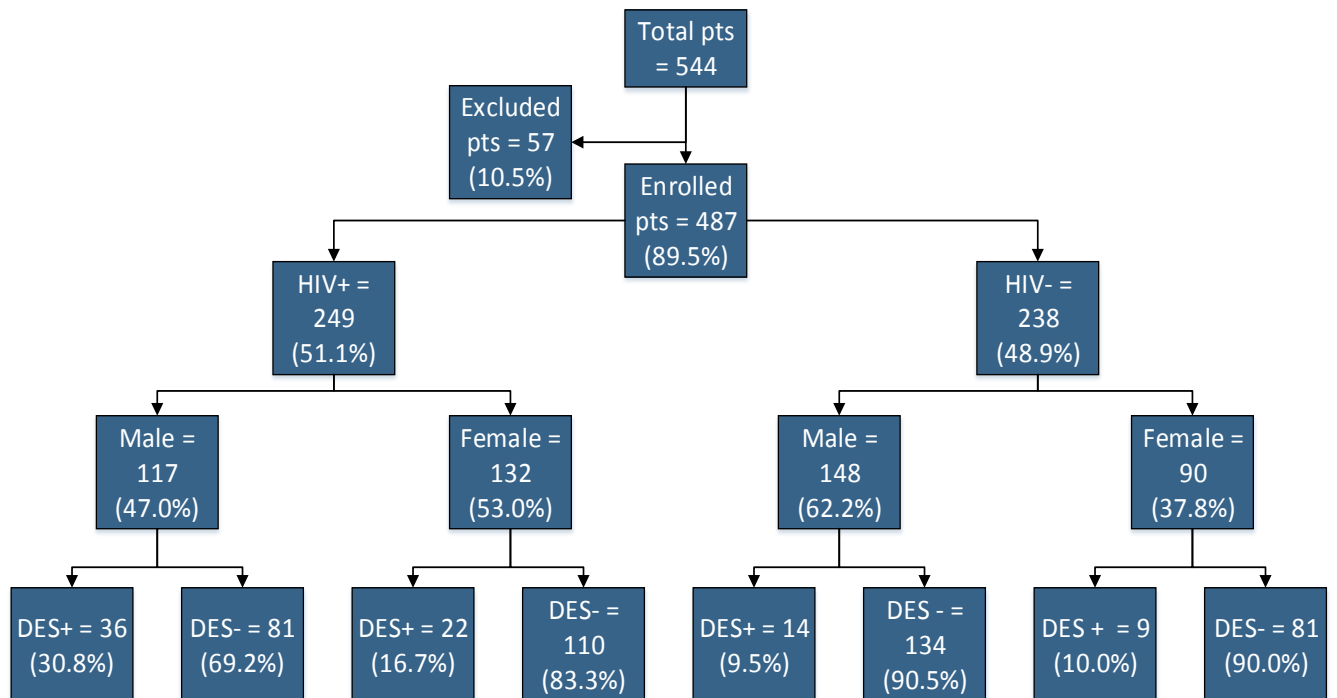 Total pts
= 544
Excluded
pts = 57
(10.5%)
Enrolled
pts = 487
(89.5%)
HIV+ =
249
(51.1%)
HIV- =
238
(48.9%)
Male =
117
(47.0%)
Female =
132
(53.0%)
Male =
148
(62.2%)
Female =
90
(37.8%)
DES+ = 36
(30.8%)
DES- = 81
(69.2%)
DES+ = 22
(16.7%)
DES- =
110
(83.3%)
DES+ = 14
(9.5%)
DES - =
134
(90.5%)
DES + = 9
(10.0%)
DES- = 81
(90.0%)